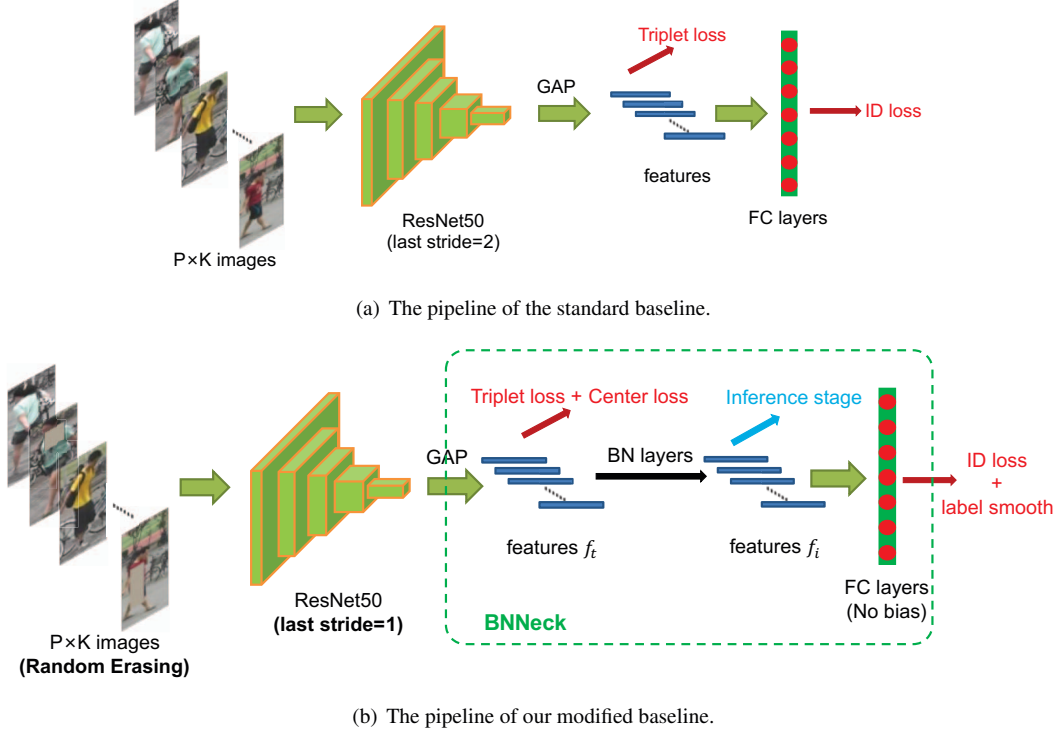 Triplet loss
GAP
ID loss
features
FC layers
ResNet50
(last stride=2)
P×K images
(a) The pipeline of the standard baseline.
Triplet loss + Center loss
Inference stage
GAP
BN layers
ID loss
+
label smooth
features f_t
features f_i
FC layers
(No bias)
ResNet50
(last stride=1)
BNNeck
P×K images
(Random Erasing)
(b) The pipeline of our modified baseline.